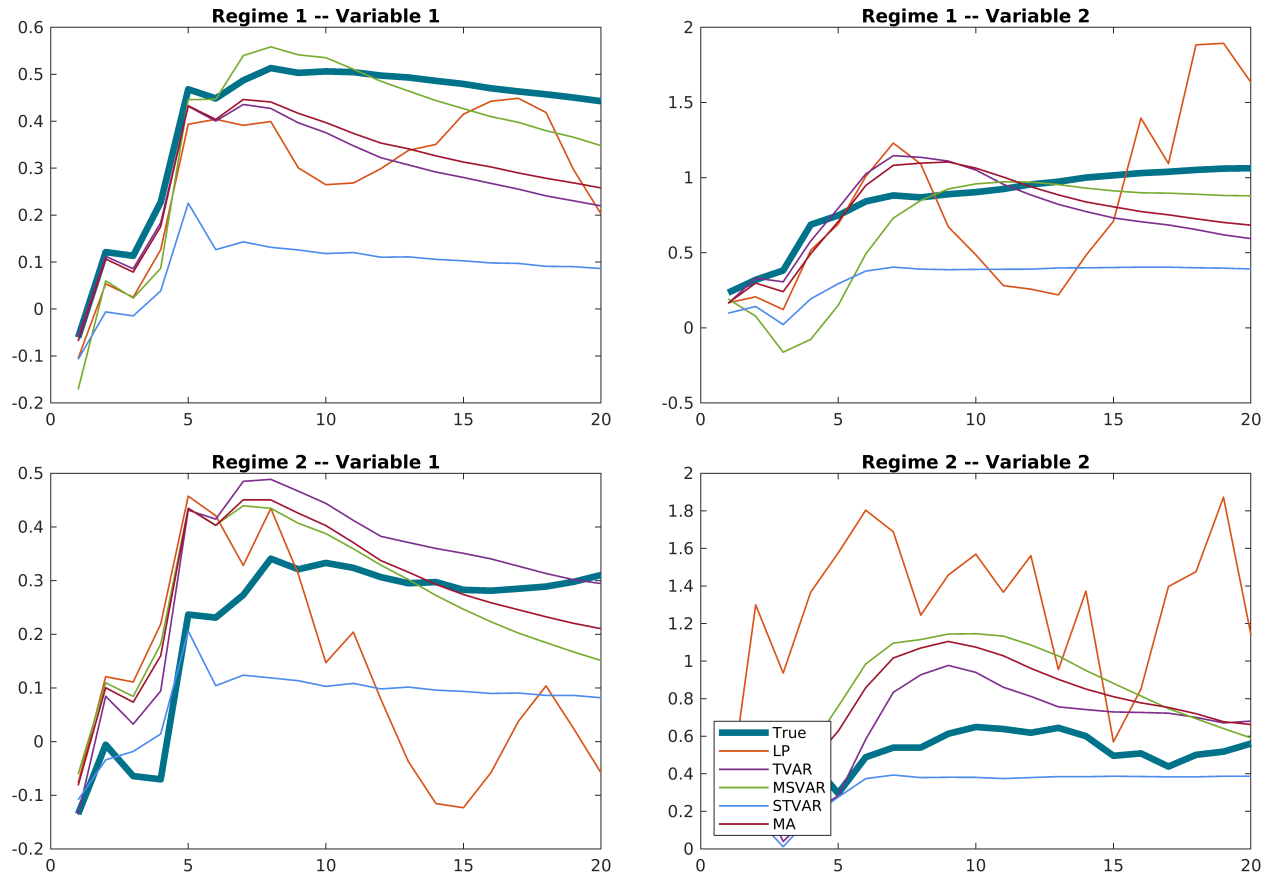 Regime 1 -- Variable 1
0.6
0.5
0.4
0.3
0.2
0.1
0
-0.1
-0.2
0 5 10 15 20
Regime 1 -- Variable 2
2
1.5
1
0.5
0
-0.5
0 5 10 15 20
Regime 2 -- Variable 1
0.5
0.4
0.3
0.2
0.1
0
-0.1
-0.2
0 5 10 15 20
Regime 2 -- Variable 2
2
1.8
1.6
1.4
1.2
1
0.8
0.6
0.4
0.2
0
True
LP
TVAR
MSVAR
STVAR
MA
0 5 10 15 20